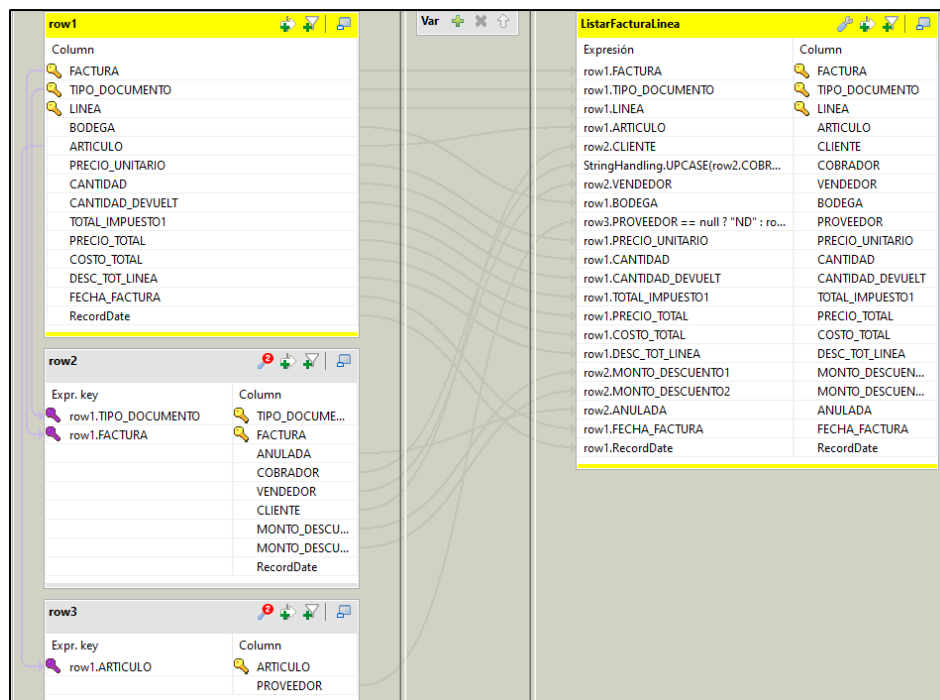 row1
Column
FACTURA
TIPO_DOCUMENTO
LINEA
BODEGA
ARTICULO
PRECIO_UNITARIO
CANTIDAD
CANTIDAD_DEVUELT
TOTAL_IMPUESTO1
PRECIO_TOTAL
COSTO_TOTAL
DESC_TOT_LINEA
FECHA_FACTURA
RecordDate
row2
2
Expr. key Column
row1.TIPO_DOCUMENTO TIPO_DOCUME...
row1.FACTURA FACTURA
ANULADA
COBRADOR
VENDEDOR
CLIENTE
MONTO_DESCU...
MONTO_DESCU...
RecordDate
row3
2
Expr. key Column
row1.ARTICULO ARTICULO
PROVEEDOR
Var
ListarFacturaLinea
Expresión Column
row1.FACTURA FACTURA
row1.TIPO_DOCUMENTO TIPO_DOCUMENTO
row1.LINEA LINEA
row1.ARTICULO ARTICULO
row2.CLIENTE CLIENTE
StringHandling.UPCASE(row2.COBR... COBRADOR
row2.VENDEDOR VENDEDOR
row1.BODEGA BODEGA
row3.PROVEEDOR == null ? "ND" : ro... PROVEEDOR
row1.PRECIO_UNITARIO PRECIO_UNITARIO
row1.CANTIDAD CANTIDAD
row1.CANTIDAD_DEVUELT CANTIDAD_DEVUELT
row1.TOTAL_IMPUESTO1 TOTAL_IMPUESTO1
row1.PRECIO_TOTAL PRECIO_TOTAL
row1.COSTO_TOTAL COSTO_TOTAL
row1.DESC_TOT_LINEA DESC_TOT_LINEA
row2.MONTO_DESCUENTO1 MONTO_DESCUEN...
row2.MONTO_DESCUENTO2 MONTO_DESCUEN...
row2.ANULADA ANULADA
row1.FECHA_FACTURA FECHA_FACTURA
row1.RecordDate RecordDate